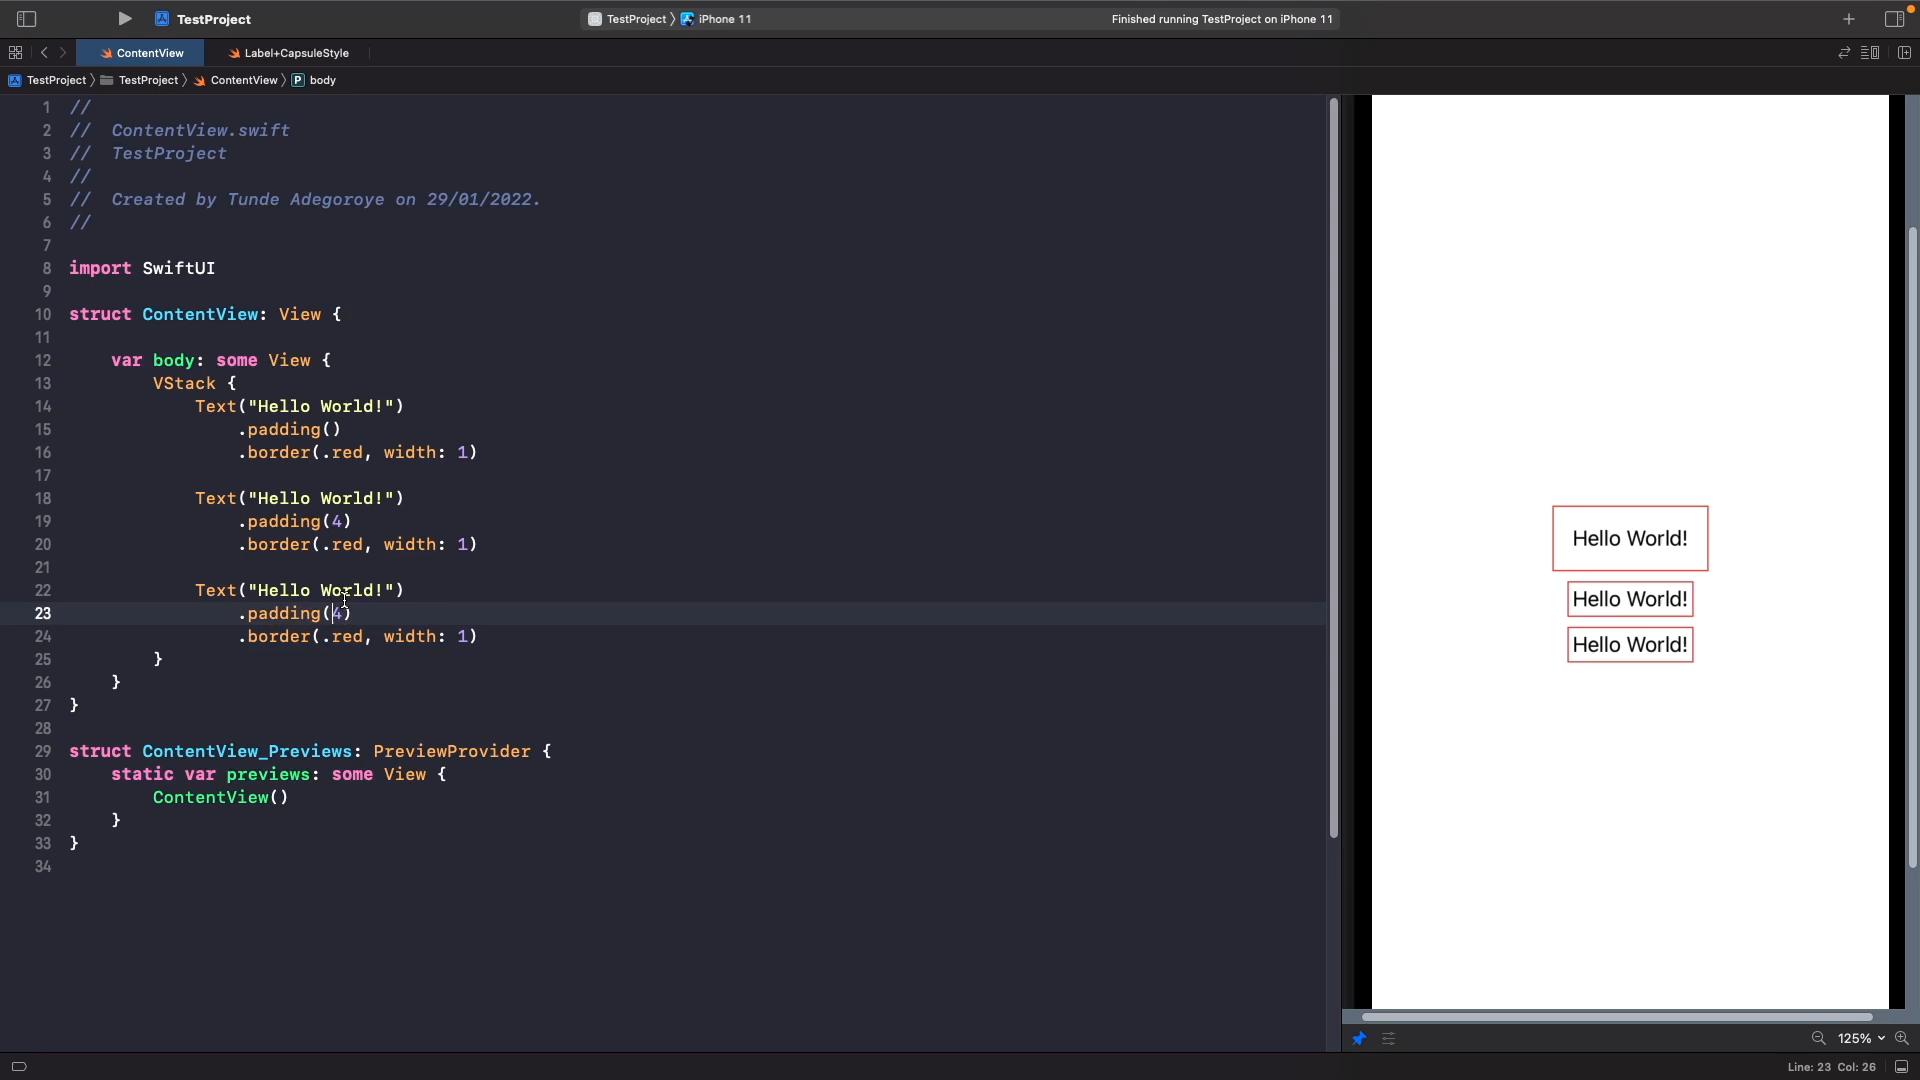 TestProject
TestProject 〉 iPhone 11
Finished running TestProject on iPhone 11
ContentView
Label+CapsuleStyle
TestProject 〉 TestProject 〉 ContentView 〉 P body
1 //
2 //  ContentView.swift
3 //  TestProject
4 //
5 //  Created by Tunde Adegoroye on 29/01/2022.
6 //
7
8 import SwiftUI
9
10 struct ContentView: View {
11
12     var body: some View {
13         VStack {
14             Text("Hello World!")
15                 .padding()
16                 .border(.red, width: 1)
17
18             Text("Hello World!")
19                 .padding(4)
20                 .border(.red, width: 1)
21
22             Text("Hello World!")
23                 .padding(4)
24                 .border(.red, width: 1)
25         }
26     }
27 }
28
29 struct ContentView_Previews: PreviewProvider {
30     static var previews: some View {
31         ContentView()
32     }
33 }
34
Hello World!
Hello World!
Hello World!
125%
Line: 23 Col: 26